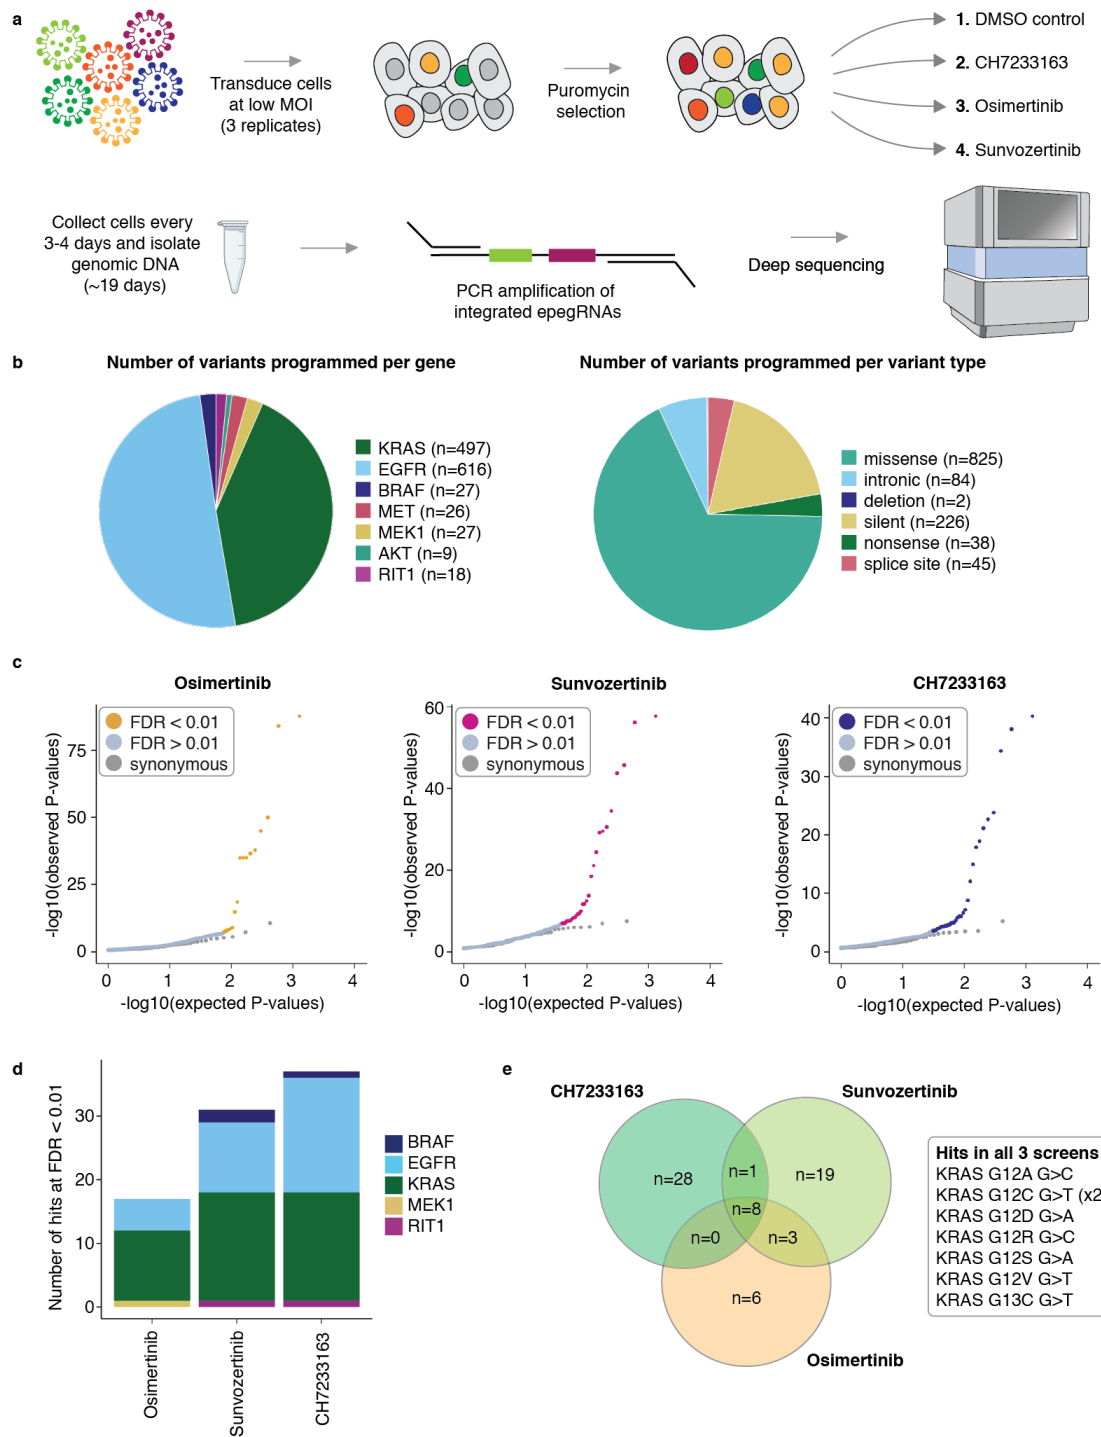 a
Transduce cells
at low MOI
(3 replicates)
Puromycin
selection
1. DMSO control
2. CH7233163
3. Osimertinib
4. Sunvozertinib
Collect cells every
3-4 days and isolate
genomic DNA
(~19 days)
PCR amplification of
integrated epegRNAs
Deep sequencing
b
Number of variants programmed per gene
KRAS (n=497)
EGFR (n=616)
BRAF (n=27)
MET (n=26)
MEK1 (n=27)
AKT (n=9)
RIT1 (n=18)
Number of variants programmed per variant type
missense (n=825)
intronic (n=84)
deletion (n=2)
silent (n=226)
nonsense (n=38)
splice site (n=45)
c
Osimertinib
FDR < 0.01
FDR > 0.01
synonymous
-log10(observed P-values)
75
50
25
0
0 1 2 3 4
-log10(expected P-values)
Sunvozertinib
FDR < 0.01
FDR > 0.01
synonymous
-log10(observed P-values)
60
40
20
0
0 1 2 3 4
-log10(expected P-values)
CH7233163
FDR < 0.01
FDR > 0.01
synonymous
-log10(observed P-values)
40
30
20
10
0
0 1 2 3 4
-log10(expected P-values)
d
Number of hits at FDR < 0.01
30
20
10
0
Osimertinib
Sunvozertinib
CH7233163
BRAF
EGFR
KRAS
MEK1
RIT1
e
CH7233163
Sunvozertinib
Osimertinib
n=28
n=1
n=19
n=8
n=0
n=3
n=6
Hits in all 3 screens
KRAS G12A G>C
KRAS G12C G>T (x2
KRAS G12D G>A
KRAS G12R G>C
KRAS G12S G>A
KRAS G12V G>T
KRAS G13C G>T